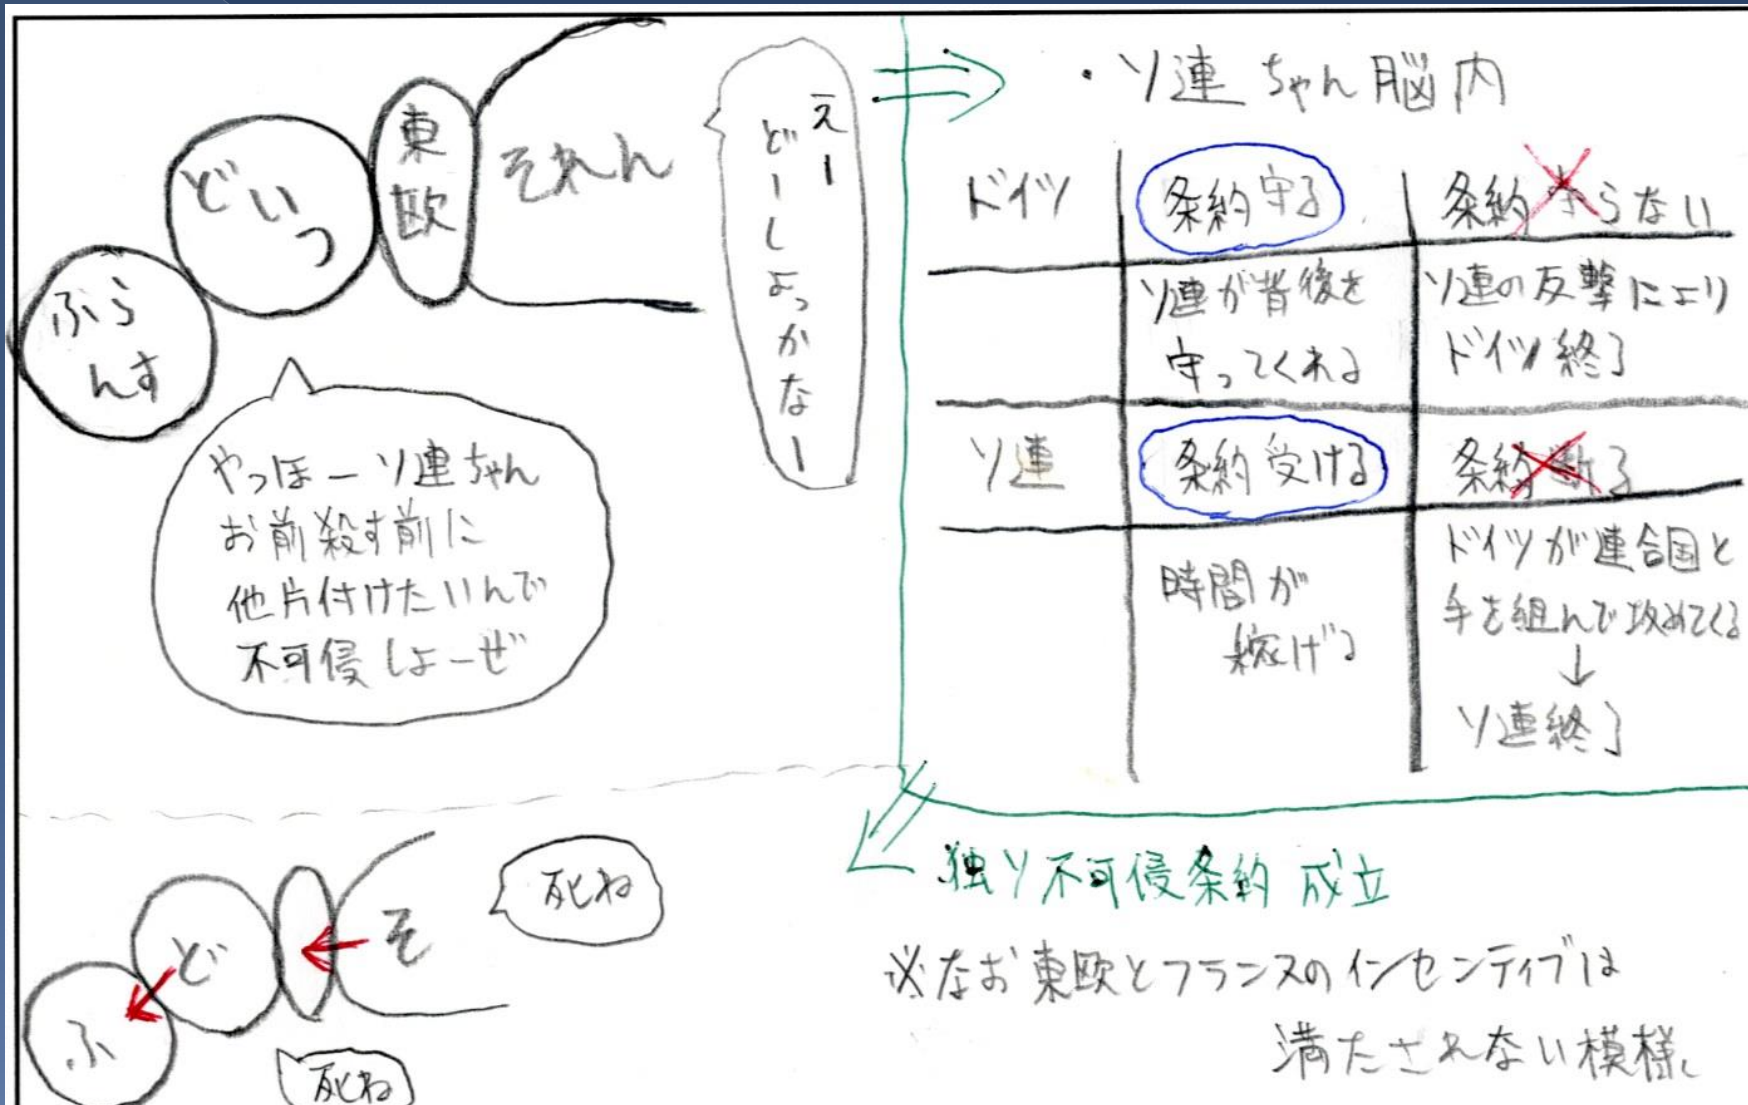 ふら
んす
どい
つ
東
欧
それん
えー
どーしよっかなー
やっほーソ連ちゃん
お前殺す前に
他片付けたいんで
不可侵しよーぜ
・ソ連ちゃん脳内
ドイツ
条約守る
条約守らない
ソ連が背後を
守ってくれる
ソ連の反撃により
ドイツ終了
ソ連
条約受ける
条約断る
時間が
稼げる
ドイツが連合国と
手を組んで攻めてくる
↓
ソ連終了
独ソ不可侵条約 成立
※なお東欧とフランスのインセンティブは
満たされない模様。
ふ
ど
そ
死ね
死ね